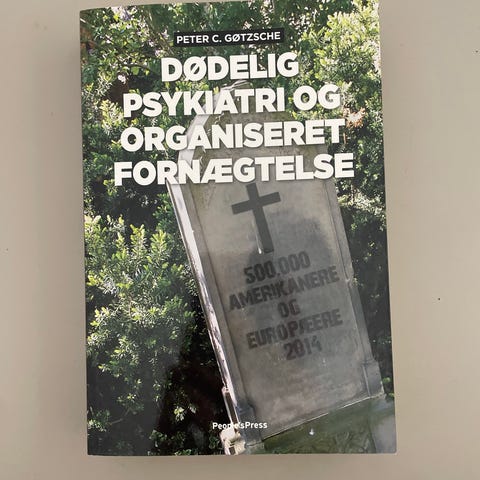 PETER C. GØTZSCHE
DØDELIG
PSYKIATRI OG
ORGANISERET
FORNÆGTELSE
500.000
AMERIKANERE
OG
EUROPÆERE
2014
People'sPress